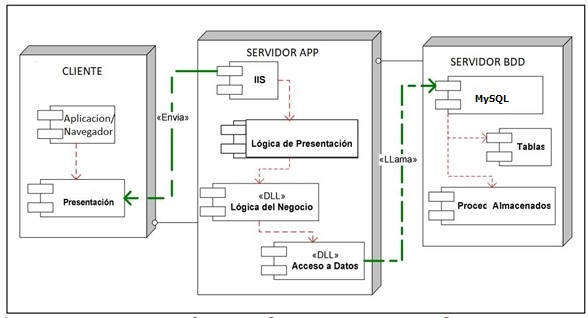 CLIENTE
Aplicacion/
Navegador
Presentación
«Envia»
SERVIDOR APP
IIS
Lógica de Presentación
«DLL»
Lógica del Negocio
«DLL»
Acceso a Datos
«LLama»
SERVIDOR BDD
MySQL
Tablas
Proced Almacenados